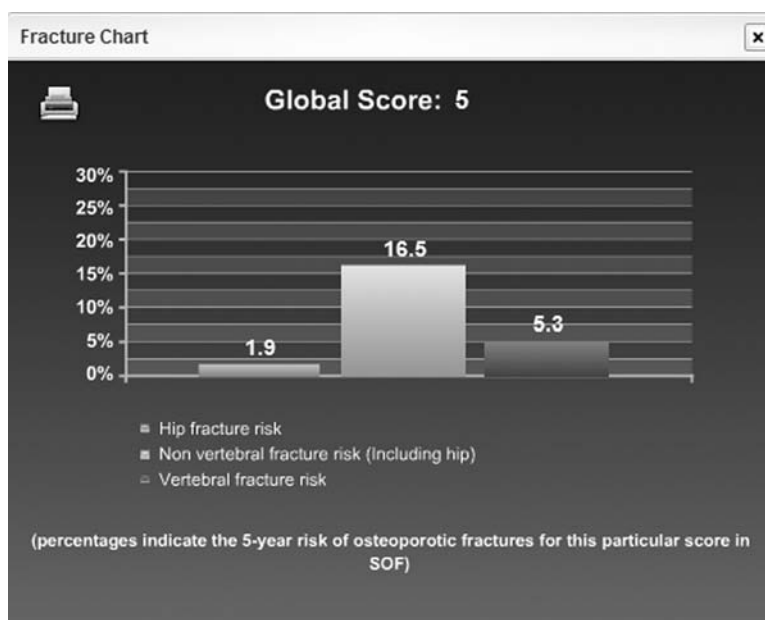 Fracture Chart
Global Score: 5
30%
25%
20%
15%
10%
5%
0%
1.9
16.5
5.3
Hip fracture risk
Non vertebral fracture risk (Including hip)
Vertebral fracture risk
(percentages indicate the 5-year risk of osteoporotic fractures for this particular score in
SOF)